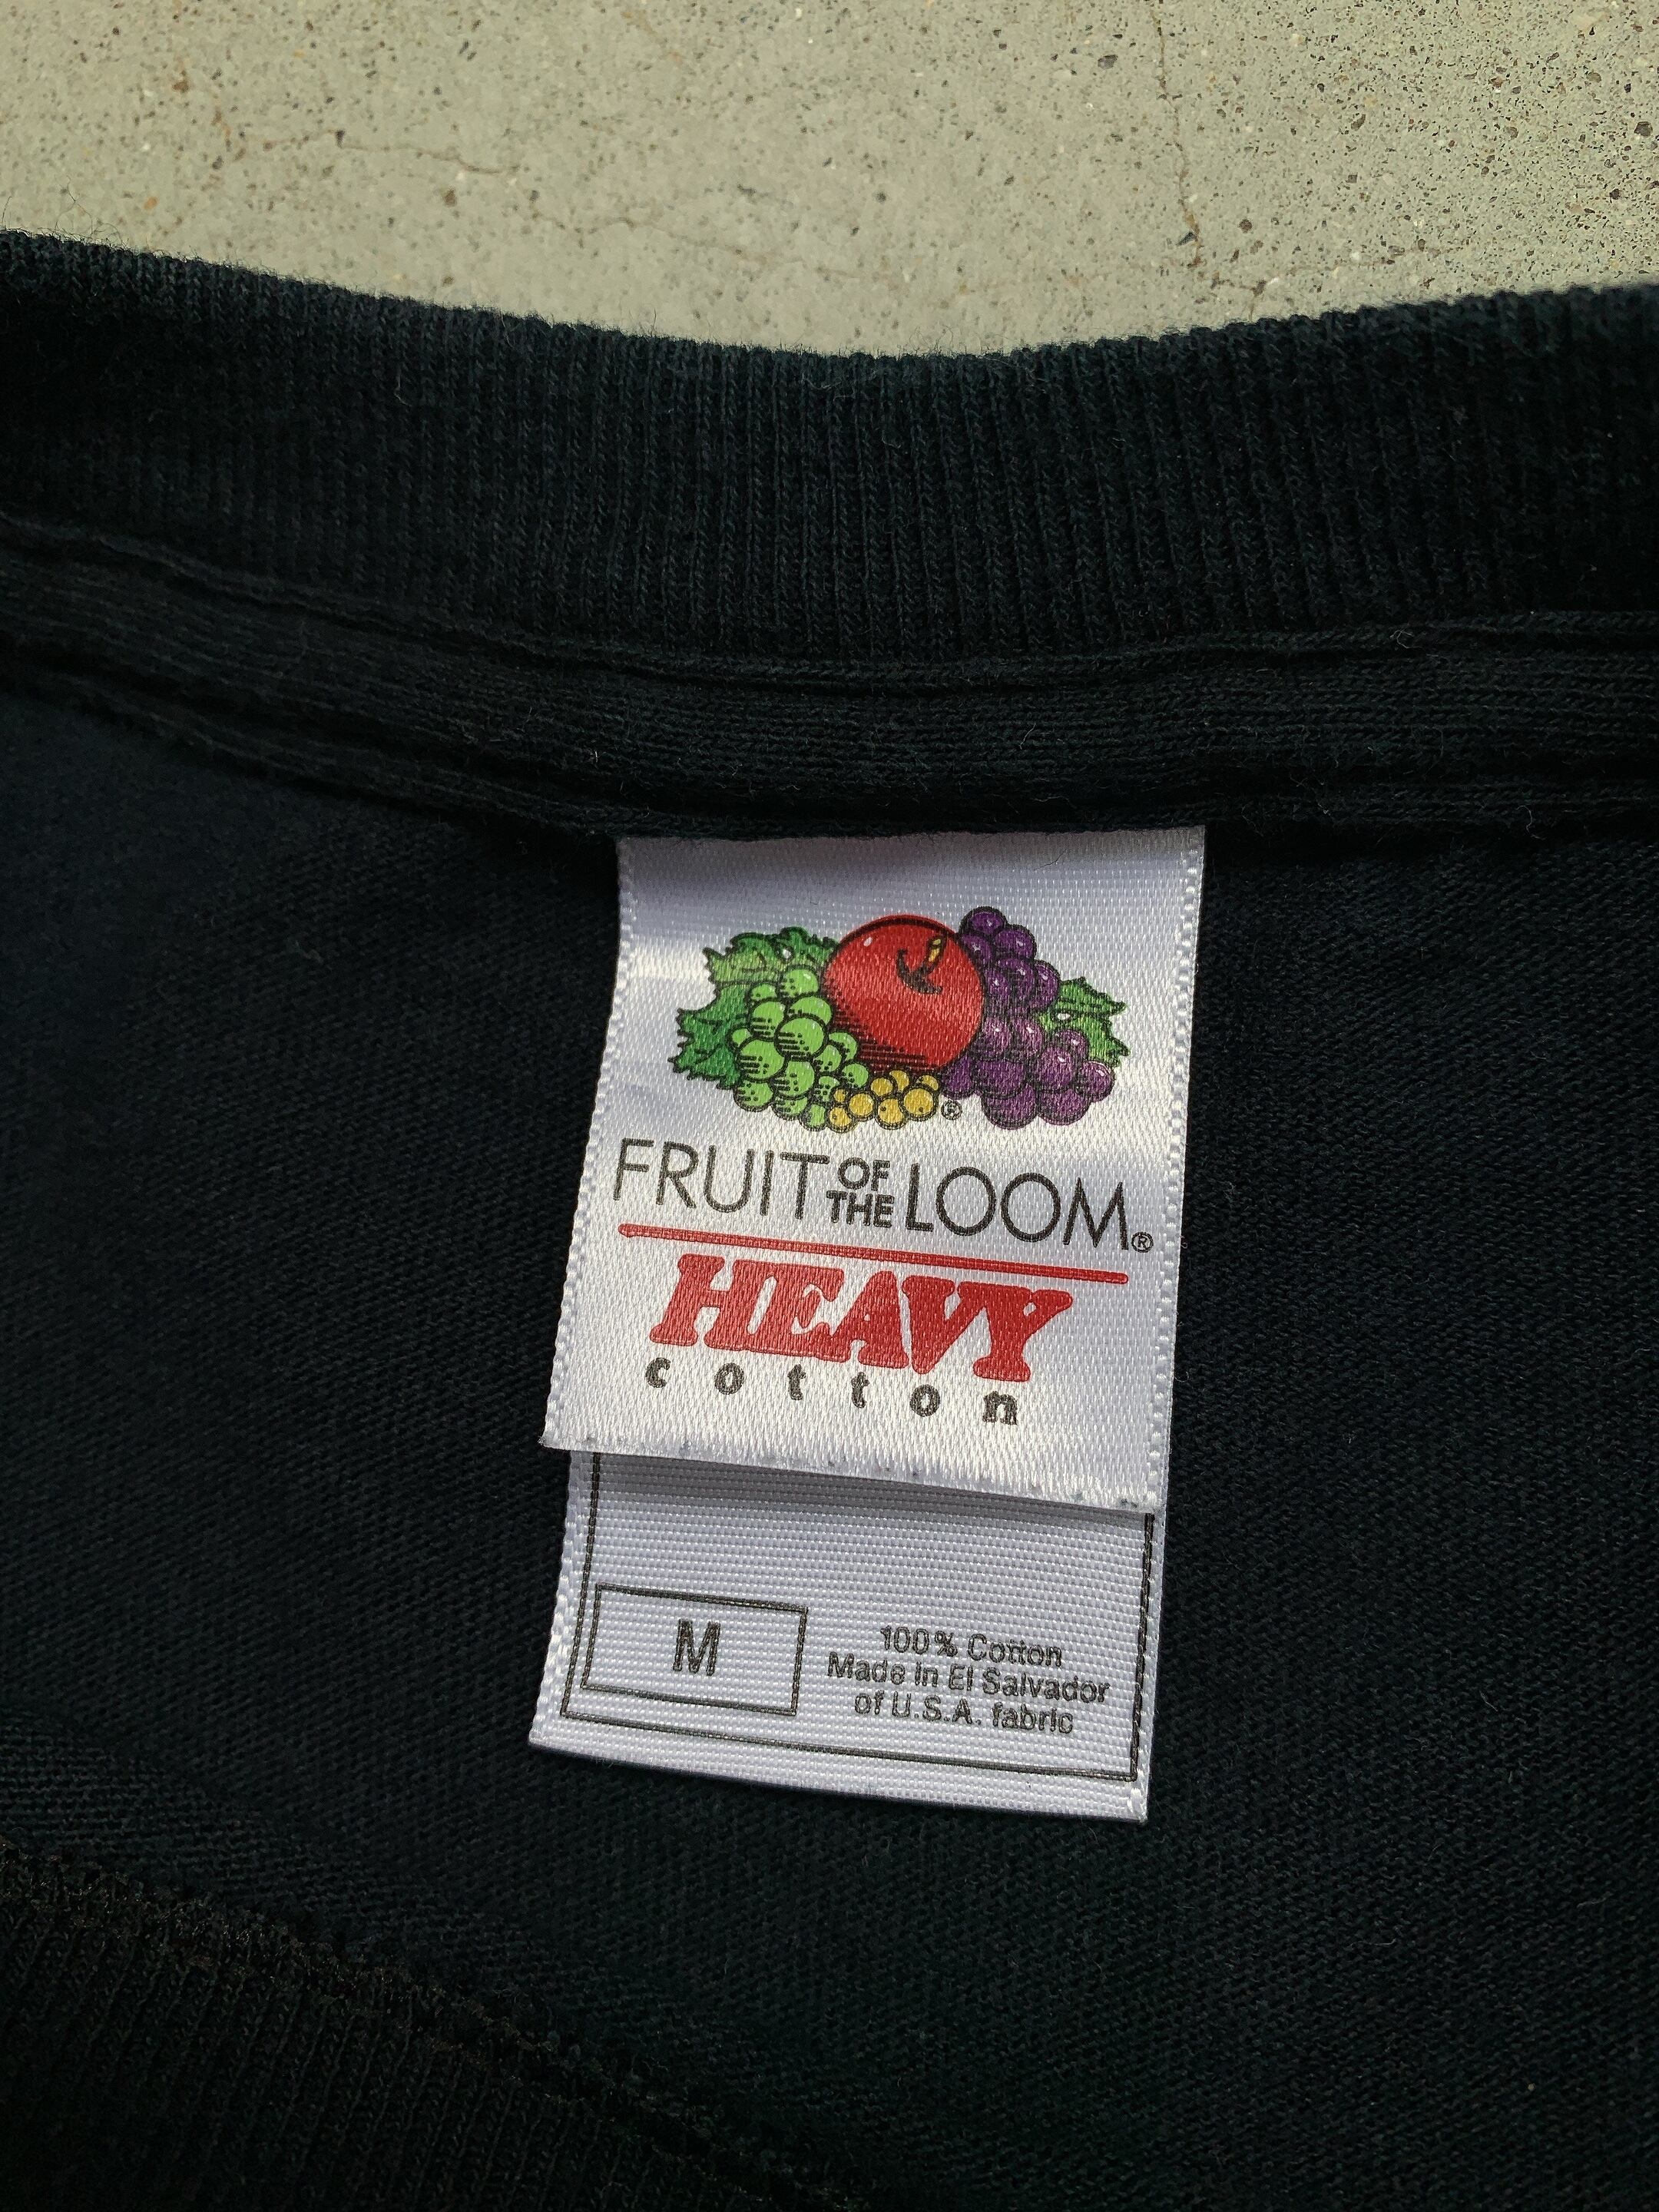 ®
FRUIT OF THE LOOM®
HEAVY
cotton
M
100% Cotton
Made in El Salvador
of U.S.A. fabric